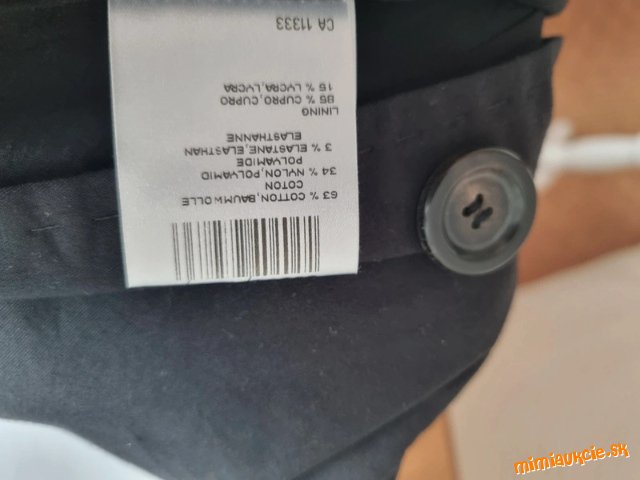 63 % COTTON,BAUMWOLLE
COTON
34 % NYLON,POLYAMID
POLYAMIDE
3 % ELASTANE,ELASTHAN
ELASTHANNE
LINING
85 % CUPRO,CUPRO
15 % LYCRA,LYCRA
CA 11333
mimiaukcie.sk